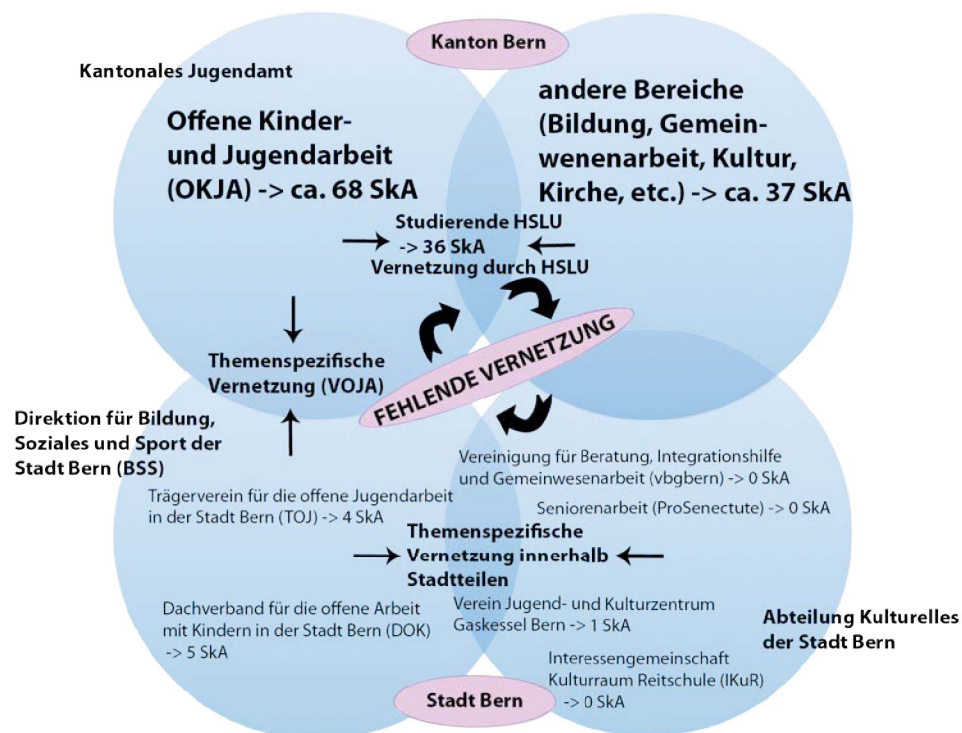 Kanton Bern
Kantonales Jugendamt
Offene Kinder-
und Jugendarbeit
(OKJA) -> ca. 68 SkA
andere Bereiche
(Bildung, Gemein-
wenenarbeit, Kultur,
Kirche, etc.) -> ca. 37 SkA
Studierende HSLU
-> 36 SkA
Vernetzung durch HSLU
Themenspezifische
Vernetzung (VOJA)
FEHLENDE VERNETZUNG
Direktion für Bildung,
Soziales und Sport der
Stadt Bern (BSS)
Trägerverein für die offene Jugendarbeit
in der Stadt Bern (TOJ) -> 4 SkA
Vereinigung für Beratung, Integrationshilfe
und Gemeinwesenarbeit (vbgbern) -> 0 SkA
Seniorenarbeit (ProSenectute) -> 0 SkA
Themenspezifische
Vernetzung innerhalb
Stadtteilen
Dachverband für die offene Arbeit
mit Kindern in der Stadt Bern (DOK)
-> 5 SkA
Verein Jugend- und Kulturzentrum
Gaskessel Bern -> 1 SkA
Abteilung Kulturelles
der Stadt Bern
Interessengemeinschaft
Kulturraum Reitschule (IKuR)
-> 0 SkA
Stadt Bern